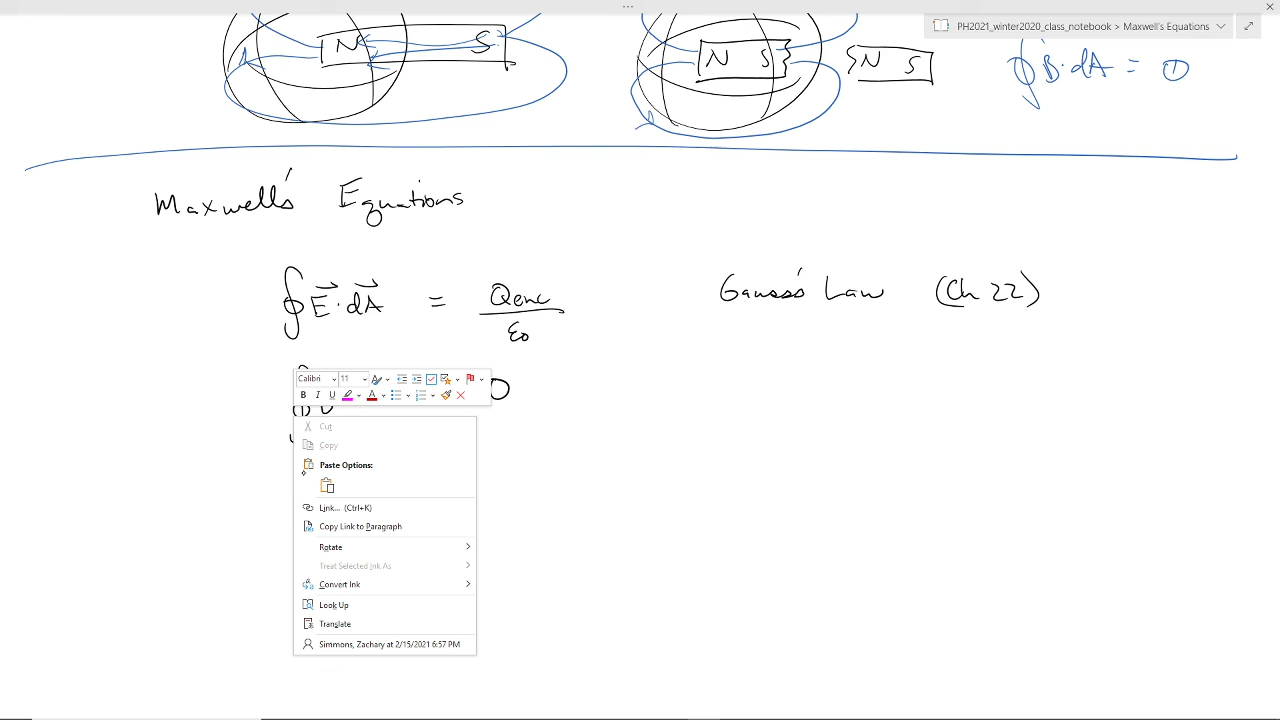 PH2021_winter2020_class_notebook > Maxwell's Equations
N S
N S
N S
∮B·dA = ①
Maxwell's Equations
∮E⃗·dA⃗ = Qenc/ε0
Gauss's Law (Ch 22)
Calibri 11
B I U A
0
Cut
Copy
Paste Options:
Link... (Ctrl+K)
Copy Link to Paragraph
Rotate
Treat Selected Ink As
Convert Ink
Look Up
Translate
Simmons, Zachary at 2/15/2021 6:57 PM